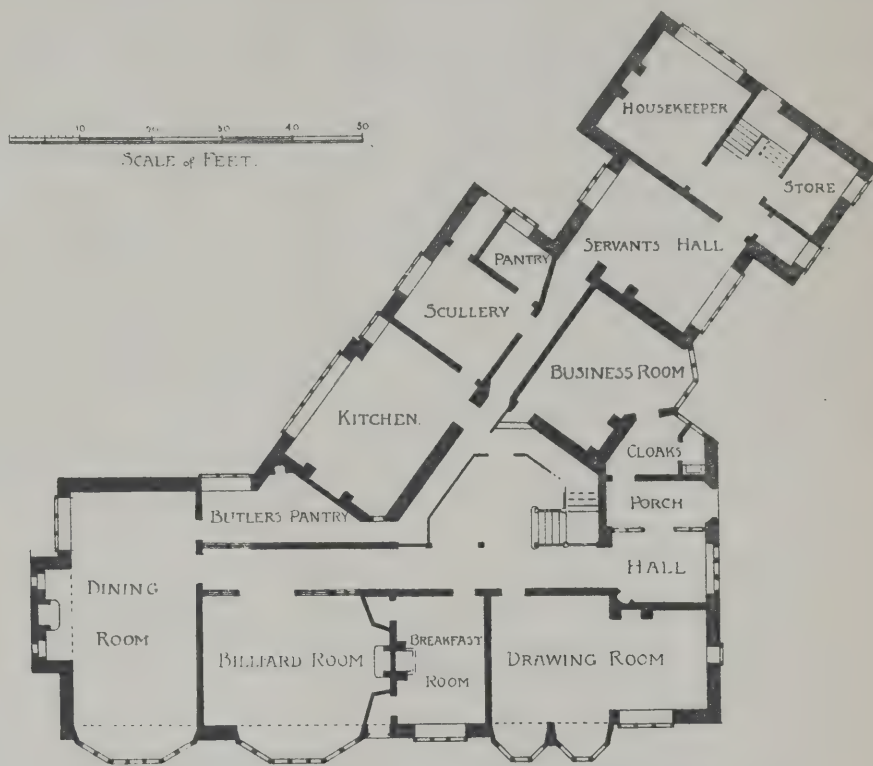 10 20 30 40 50
SCALE of FEET.
HOUSEKEEPER
STORE
SERVANTS HALL
PANTRY
SCULLERY
BUSINESS ROOM
KITCHEN.
CLOAKS
PORCH
BUTLERS PANTRY
HALL
DINING
ROOM
BILLIARD ROOM
BREAKFAST
ROOM
DRAWING ROOM